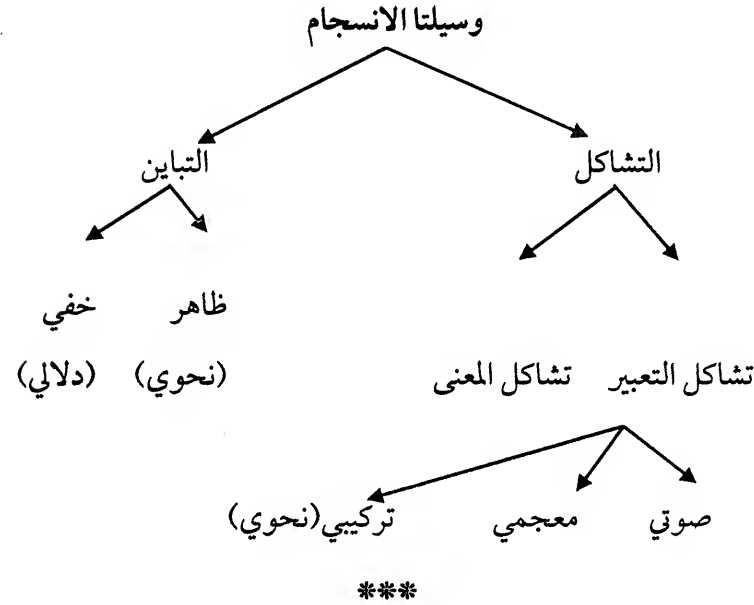 وسيلتا الانسجام
التشاكل التباين
ظاهر خفي
تشاكل التعبير تشاكل المعنى (نحوي) (دلالي)
صوتي معجمي تركيبي(نحوي)
***